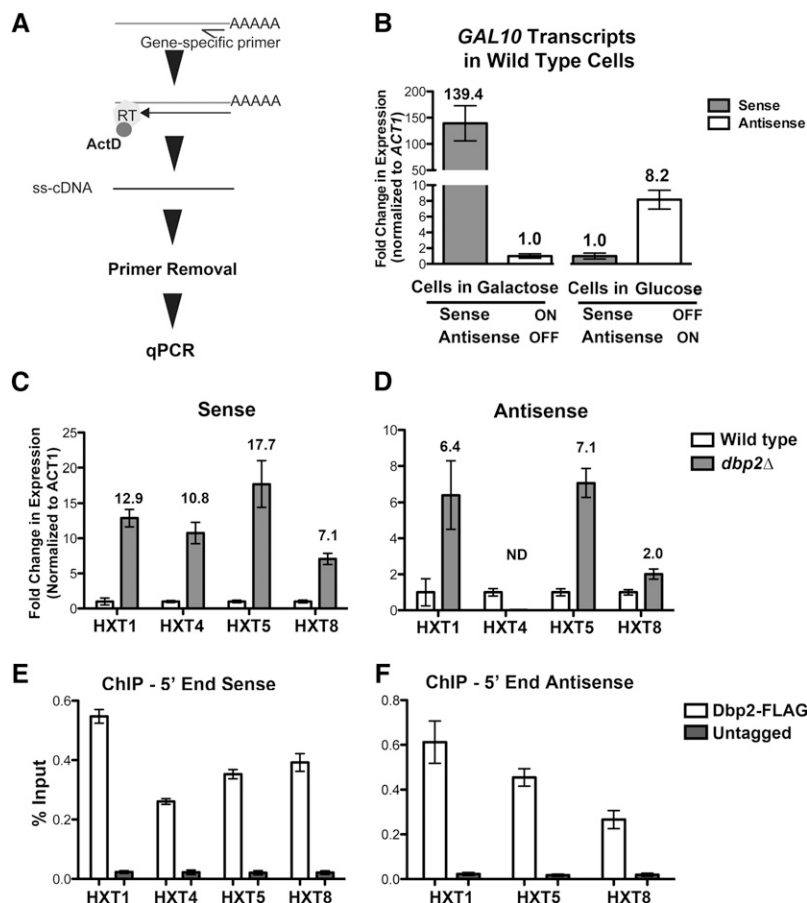 A
AAAAA
Gene-specific primer
AAAAA
RT
ActD
ss-cDNA
Primer Removal
qPCR
B
GAL10 Transcripts
in Wild Type Cells
Fold Change in Expression
(normalized to ACT1)
200
150
100
50
10
8
6
4
2
0
139.4
1.0
1.0
8.2
Sense
Antisense
Cells in Galactose
Cells in Glucose
Sense ON
Antisense OFF
Sense OFF
Antisense ON
C
Sense
Fold Change in Expression
(Normalized to ACT1)
25
20
15
10
5
0
12.9
10.8
17.7
7.1
HXT1 HXT4 HXT5 HXT8
D
Antisense
10
8
6
4
2
0
6.4
ND
7.1
2.0
HXT1 HXT4 HXT5 HXT8
Wild type
dbp2Δ
E
ChIP - 5' End Sense
% Input
0.6
0.4
0.2
0.0
HXT1 HXT4 HXT5 HXT8
F
ChIP - 5' End Antisense
0.8
0.6
0.4
0.2
0.0
HXT1 HXT5 HXT8
Dbp2-FLAG
Untagged